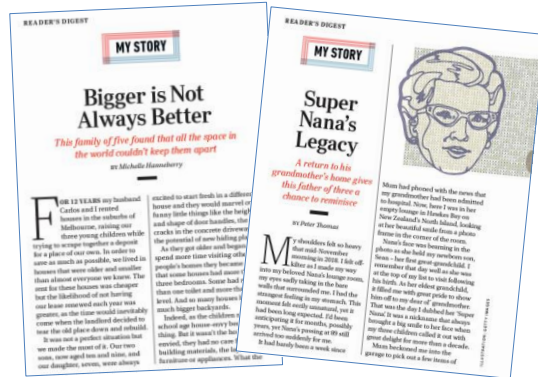 READER'S DIGEST
MY STORY
Bigger is Not
Always Better
This family of five found that all the space in
the world couldn't keep them apart
BY Michelle Hanneberry
FOR 12 YEARS my husband
Carlos and I rented
houses in the suburbs of
Melbourne, raising our
three young children while
trying to scrape together a deposit
for a place of our own. In order to
save as much as possible, we lived in
houses that were older and smaller
than almost everyone we knew. The
rent for these houses was cheaper
but the likelihood of not having
our lease renewed each year was
greater, as the time would inevitably
come when the landlord decided to
tear the old place down and rebuild.
It was not a perfect situation but
we made the most of it. Our two
sons, now aged ten and nine, and
our daughter, seven, were always
excited to start fresh in a different
house and they would marvel
funny little things like the
and shape of door handles, the
cracks in the concrete
the potential of new hiding
As they got older and began
spend more time visiting other
people's homes they became
that some houses had more
than one toilet and some had
three bedrooms. Some had
level. And so many houses
much bigger backyards.
Indeed, as the children
school age house envy
thing. But it wasn't the
envied, they had no care
building materials, the
furniture or appliances. What the
READER'S DIGEST
MY STORY
Super
Nana's
Legacy
A return to his
grandmother's home gives
this father of three a
chance to reminisce
BY Peter Thomas
My shoulders felt so heavy
that mid-November
morning in 2018. I felt off-
kilter as I made my way
into my beloved Nana's lounge room,
my eyes sadly taking in the bare
walls that surrounded me. I had the
strangest feeling in my stomach. This
moment felt eerily unnatural, yet it
had been long expected. I'd been
anticipating it for months, possibly
years, yet Nana's passing at 89 still
arrived too suddenly for me.
It had barely been a week since
Mum had phoned with the news that
my grandmother had been admitted
to hospital. Now, here I was in her
empty lounge in Hawkes Bay on
New Zealand's North Island, looking
at her beautiful smile from a photo
frame in the corner of the room.
Nana's face was beaming in the
photo as she held my newborn son,
Sean – her first great grandchild. I
remember that day well as she was
at the top of my list to visit following
his birth. As her eldest grandchild,
it filled me with great pride to show
him off to my dear ol' grandmother.
That was the day I dubbed her 'Super
Nana'. It was a nickname that always
brought a big smile to her face when
my three children called it out with
great delight for more than a decade.
Mum beckoned me into the
garage to pick out a few items of
ILLUSTRATION: GETTY IMAGES